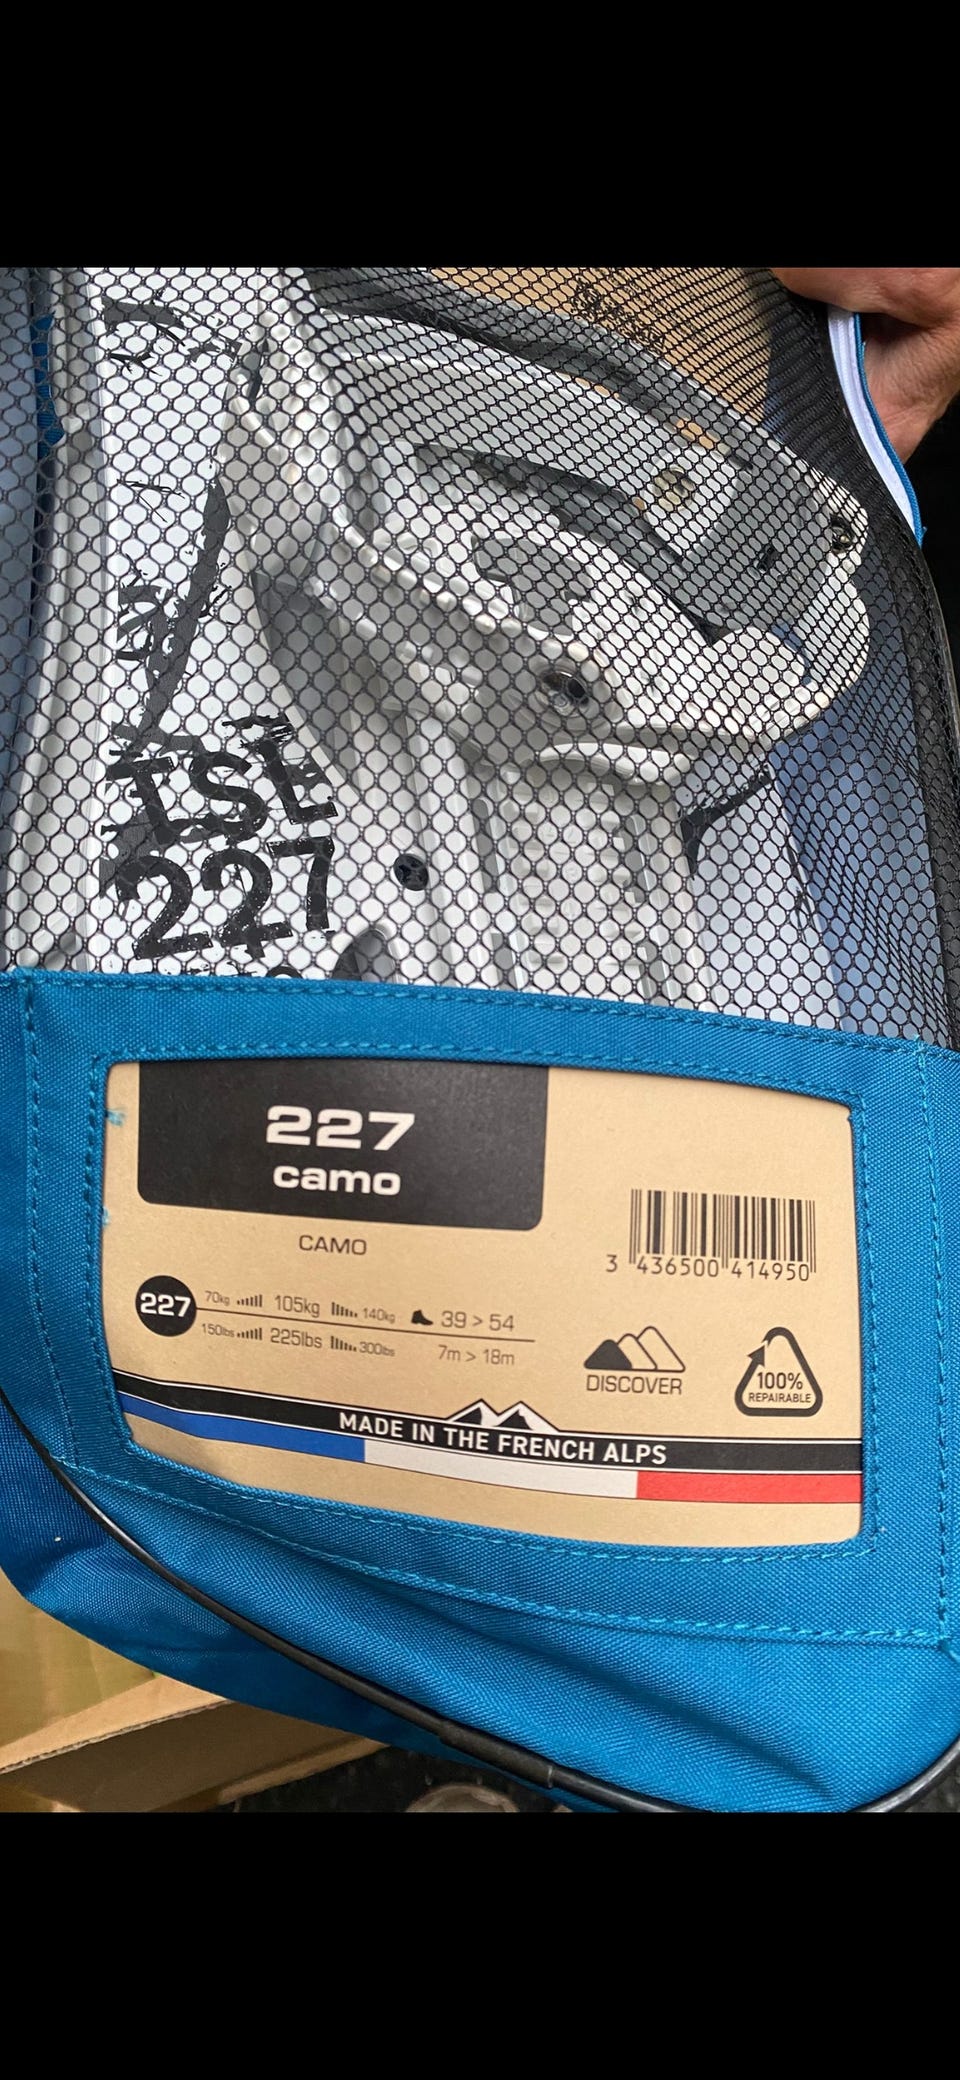 TSL
227
227
camo
CAMO
3 436500 414950
227
70kg 105kg 140kg 39 > 54
150lbs 225lbs 300lbs 7m > 18m
DISCOVER
100%
REPAIRABLE
MADE IN THE FRENCH ALPS